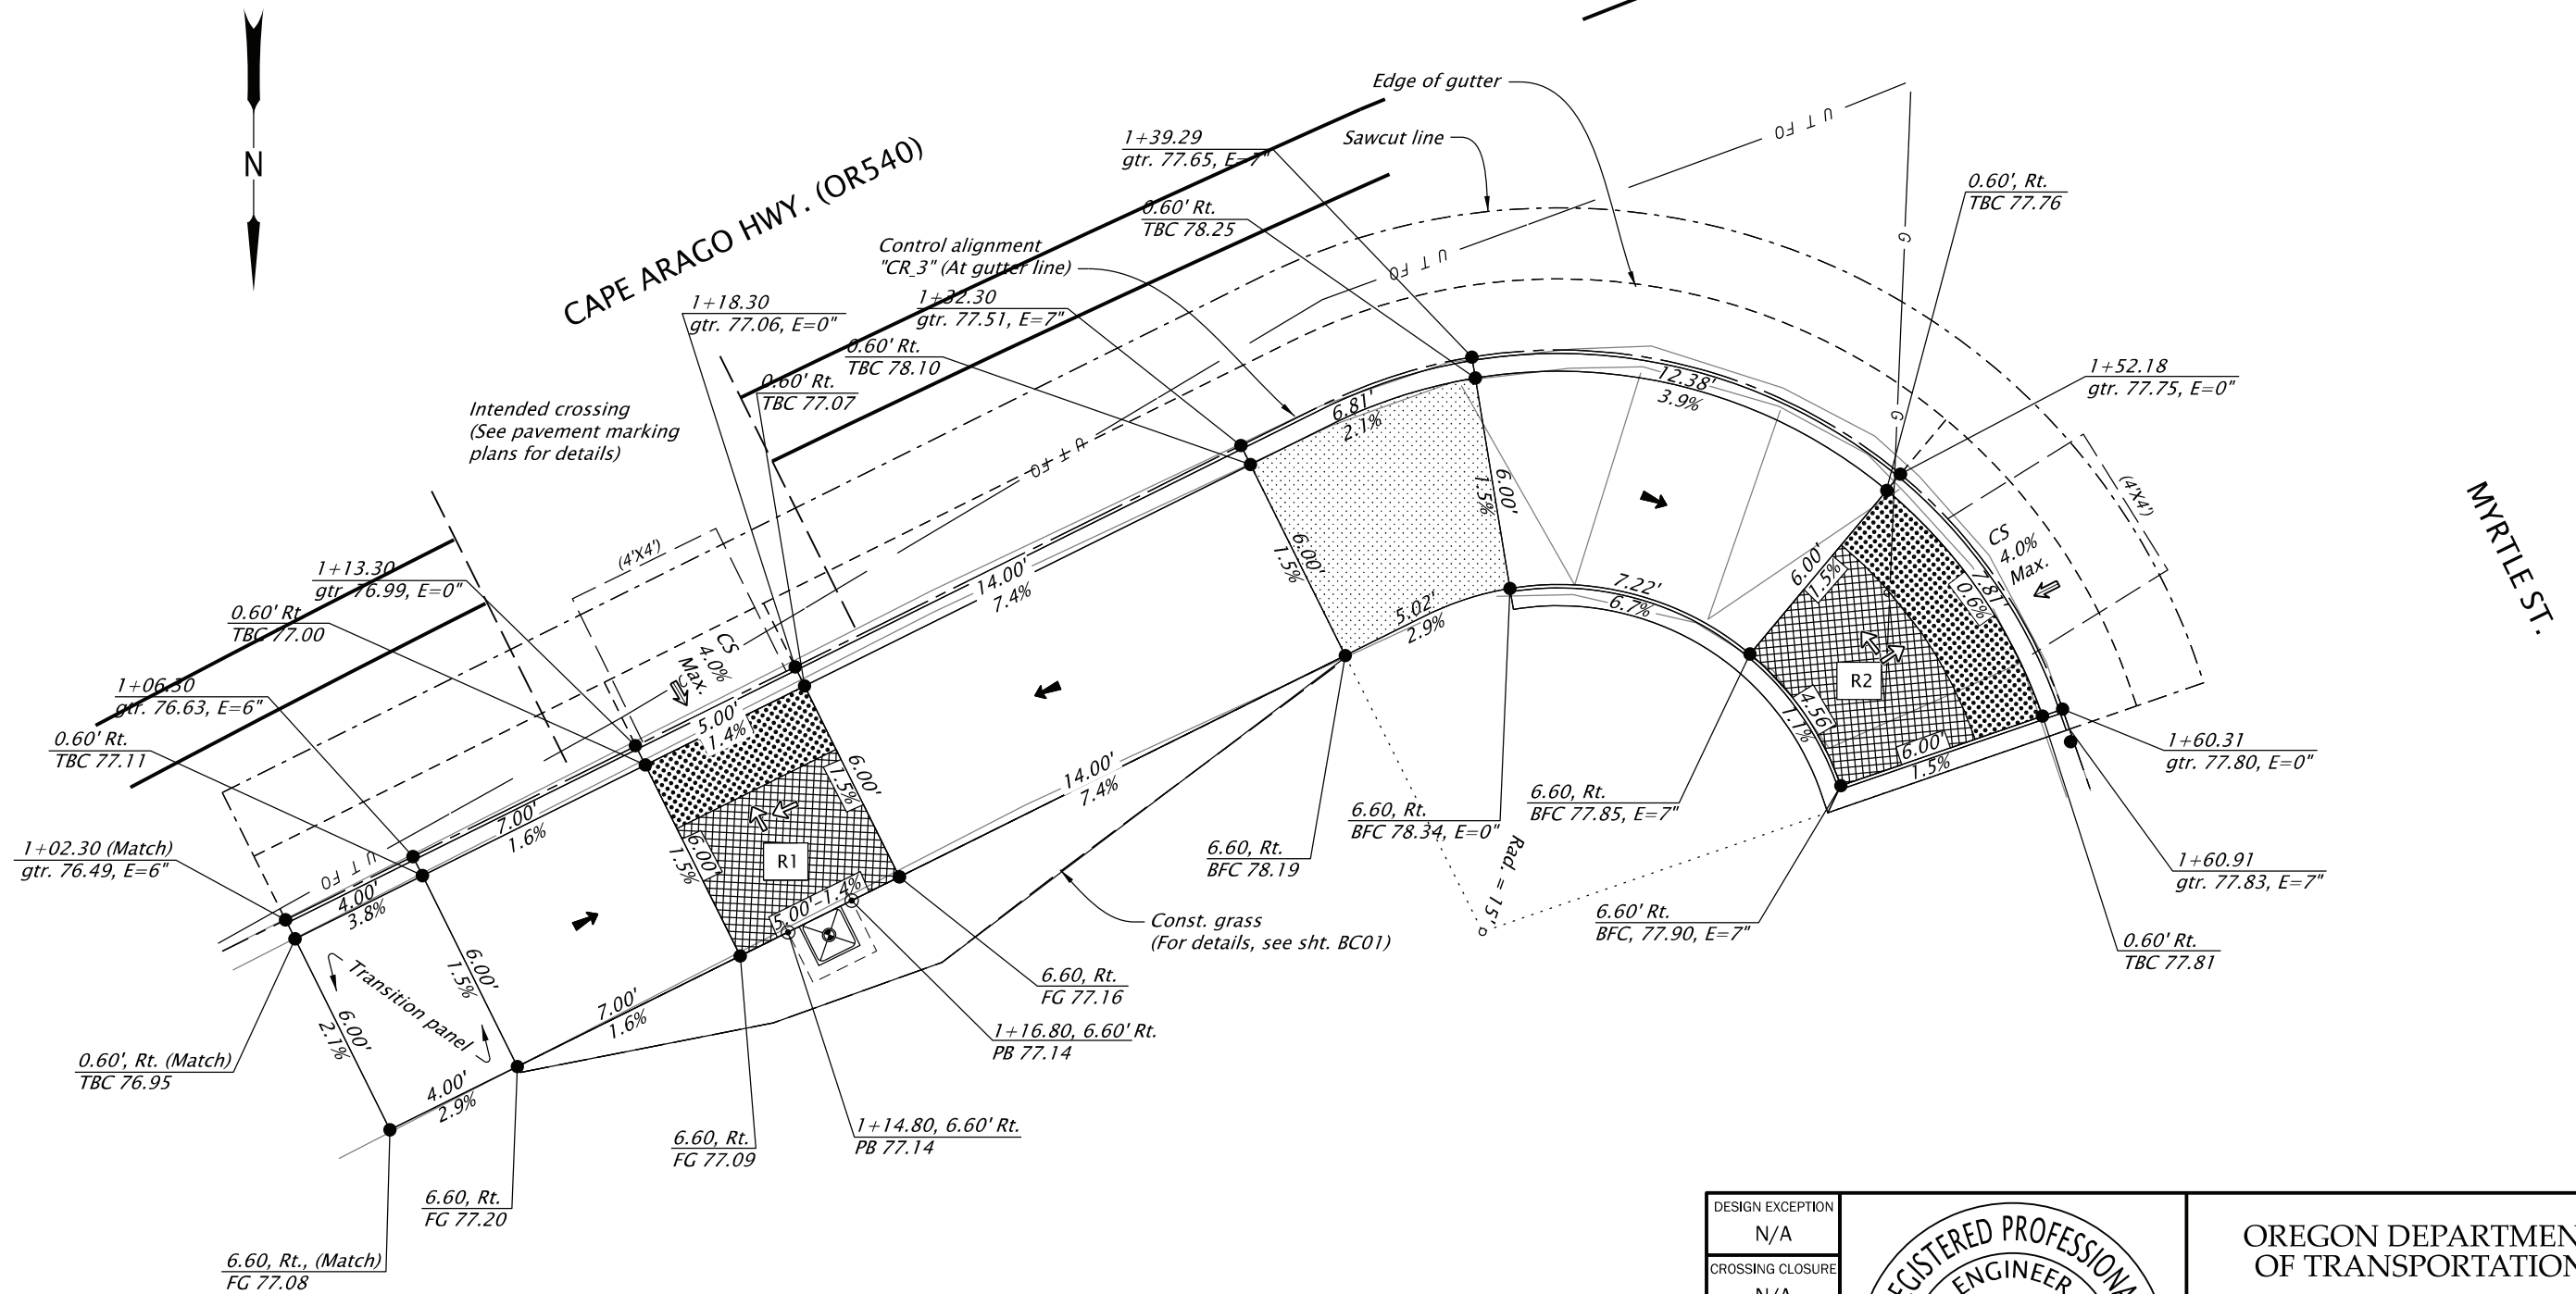 N
CAPE ARAGO HWY. (OR540)
MYRTLE ST.
Edge of gutter
Sawcut line
1+39.29
gtr. 77.65, E=7"
0.60' Rt.
TBC 78.25
Control alignment
"CR_3" (At gutter line)
1+32.30
gtr. 77.51, E=7"
0.60' Rt.
TBC 78.10
1+18.30
gtr. 77.06, E=0"
0.60' Rt.
TBC 77.07
Intended crossing
(See pavement marking
plans for details)
1+13.30
gtr. 76.99, E=0"
0.60' Rt.
TBC 77.00
1+06.30
gtr. 76.63, E=6"
0.60' Rt.
TBC 77.11
1+02.30 (Match)
gtr. 76.49, E=6"
0.60', Rt. (Match)
TBC 76.95
6.60, Rt., (Match)
FG 77.08
6.60, Rt.
FG 77.20
6.60, Rt.
FG 77.09
1+14.80, 6.60' Rt.
PB 77.14
1+16.80, 6.60' Rt.
PB 77.14
6.60, Rt.
FG 77.16
Const. grass
(For details, see sht. BC01)
6.60, Rt.
BFC 78.19
6.60, Rt.
BFC 78.34, E=0"
6.60, Rt.
BFC 77.85, E=7"
6.60' Rt.
BFC, 77.90, E=7"
0.60' Rt.
TBC 77.81
1+60.91
gtr. 77.83, E=7"
1+60.31
gtr. 77.80, E=0"
1+52.18
gtr. 77.75, E=0"
0.60', Rt.
TBC 77.76
U T FO
U T FO
U T FO
U T FO
G
G
(4'X4')
(4'X4')
CS
4.0%
Max.
CS
4.0%
Max.
4.00'
3.8%
7.00'
1.6%
5.00'
1.4%
14.00'
7.4%
6.81'
2.1%
12.38'
3.9%
7.81'
0.6%
6.00'
2.1%
Transition panel
6.00'
1.5%
6.00'
1.5%
6.00'
1.5%
6.00'
1.5%
6.00'
1.5%
6.00'
1.5%
6.00'
1.5%
4.00'
2.9%
7.00'
1.6%
5.00'
1.4%
14.00'
7.4%
5.02'
2.9%
7.22'
6.7%
4.56'
1.1%
R1
R2
Rad. = 15'
DESIGN EXCEPTION
N/A
CROSSING CLOSURE
N/A
REGISTERED PROFESSIONAL
ENGINEER
OREGON DEPARTMEN
OF TRANSPORTATION